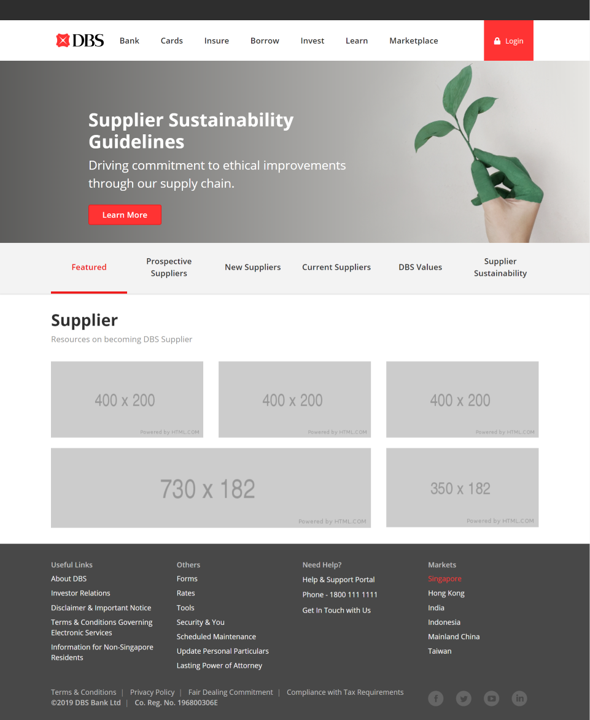 DBS Bank Cards Insure Borrow Invest Learn Marketplace Login
Supplier Sustainability
Guidelines
Driving commitment to ethical improvements
through our supply chain.
Learn More
Featured
Prospective
Suppliers
New Suppliers
Current Suppliers
DBS Values
Supplier
Sustainability
Supplier
Resources on becoming DBS Supplier
400 x 200
Powered by HTML.COM
400 x 200
Powered by HTML.COM
400 x 200
Powered by HTML.COM
730 x 182
Powered by HTML.COM
350 x 182
Powered by HTML.COM
Useful Links
About DBS
Investor Relations
Disclaimer & Important Notice
Terms & Conditions Governing
Electronic Services
Information for Non-Singapore
Residents
Others
Forms
Rates
Tools
Security & You
Scheduled Maintenance
Update Personal Particulars
Lasting Power of Attorney
Need Help?
Help & Support Portal
Phone - 1800 111 1111
Get In Touch with Us
Markets
Singapore
Hong Kong
India
Indonesia
Mainland China
Taiwan
Terms & Conditions | Privacy Policy | Fair Dealing Commitment | Compliance with Tax Requirements
©2019 DBS Bank Ltd | Co. Reg. No. 196800306E